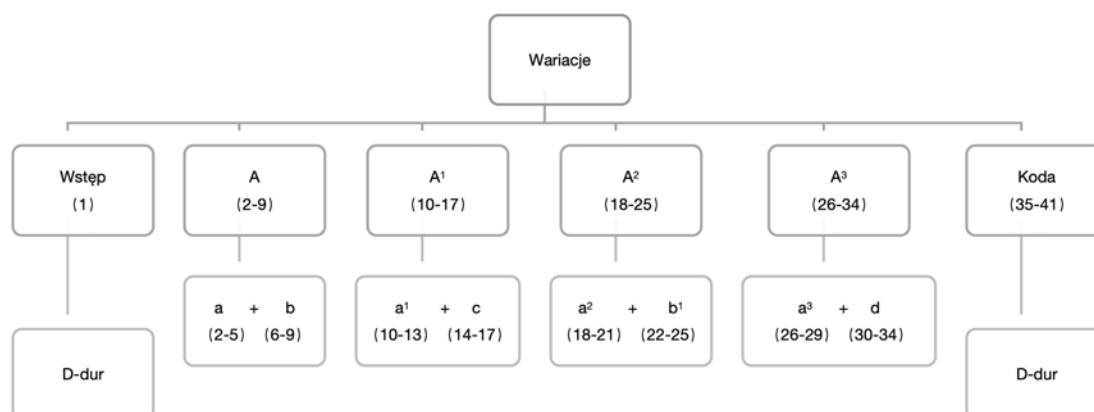 Wariacje
Wstęp
(1)
A
(2-9)
A¹
(10-17)
A²
(18-25)
A³
(26-34)
Koda
(35-41)
a + b
(2-5) (6-9)
a¹ + c
(10-13) (14-17)
a² + b¹
(18-21) (22-25)
a³ + d
(26-29) (30-34)
D-dur
D-dur